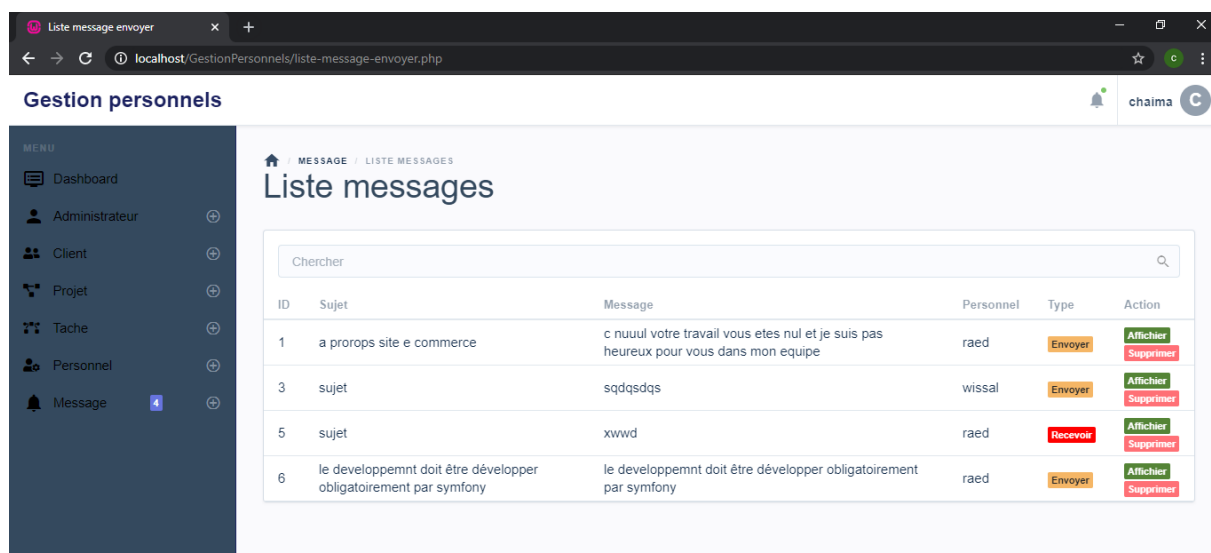 Liste message envoyer
localhost/GestionPersonnels/liste-message-envoyer.php
c
Gestion personnels
chaima C
MENU
Dashboard
Administrateur
Client
Projet
Tache
Personnel
Message 4
/ MESSAGE / LISTE MESSAGES
Liste messages
Chercher
ID Sujet Message Personnel Type Action
1 a prorops site e commerce c nuuul votre travail vous etes nul et je suis pas raed Envoyer Affichier
heureux pour vous dans mon equipe Supprimer
3 sujet sqdqsdqs wissal Envoyer Affichier
Supprimer
5 sujet xwwd raed Recevoir Affichier
Supprimer
6 le developpemnt doit être développer le developpemnt doit être développer obligatoirement raed Envoyer Affichier
obligatoirement par symfony par symfony Supprimer